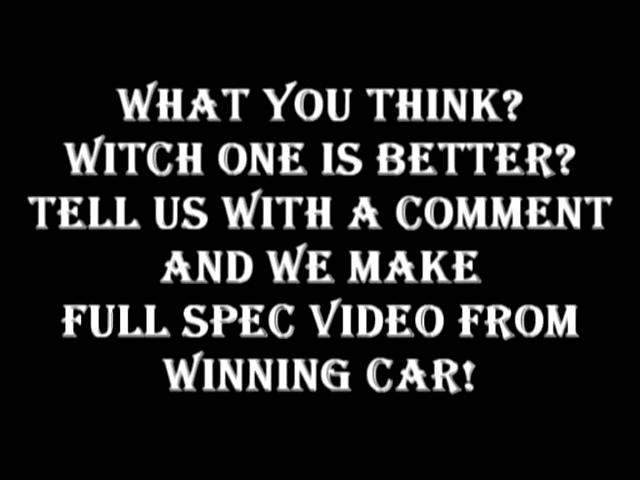 WHAT YOU THINK?
WITCH ONE IS BETTER?
TELL US WITH A COMMENT
AND WE MAKE
FULL SPEC VIDEO FROM
WINNING CAR!